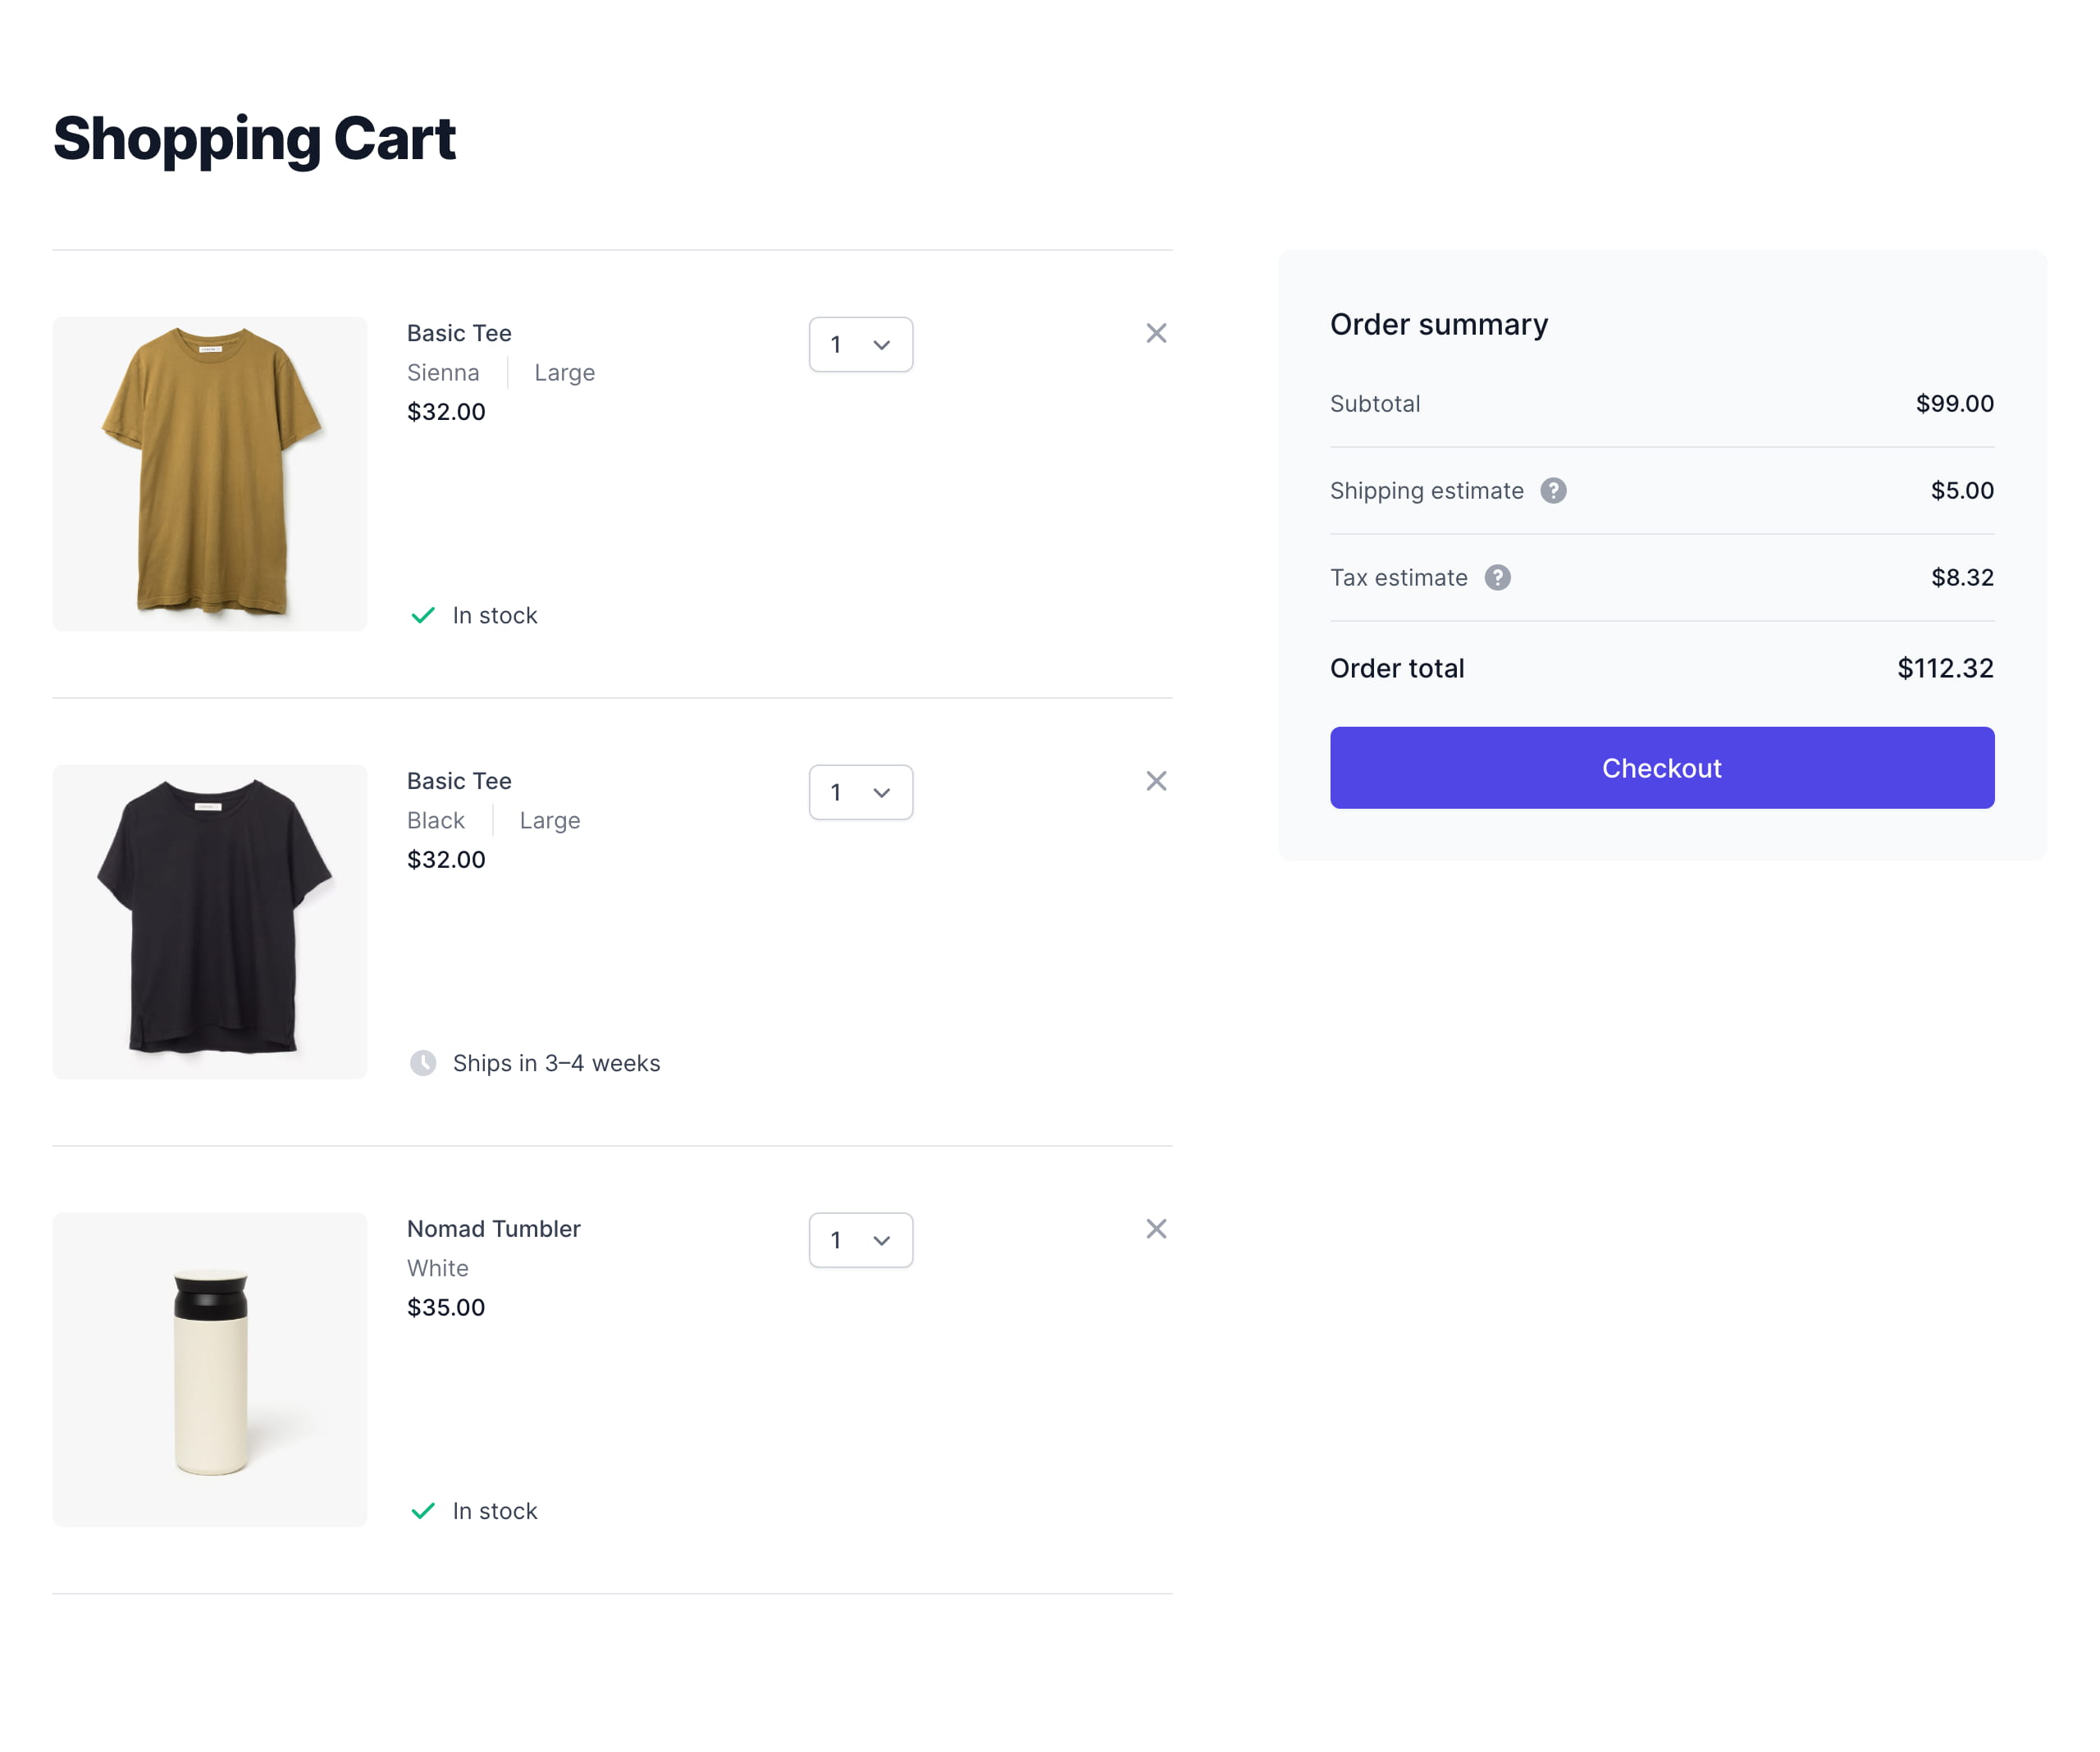 Shopping Cart
Basic Tee
Sienna Large
$32.00
1
In stock
Basic Tee
Black Large
$32.00
1
Ships in 3–4 weeks
Nomad Tumbler
White
$35.00
1
In stock
Order summary
Subtotal $99.00
Shipping estimate ? $5.00
Tax estimate ? $8.32
Order total $112.32
Checkout